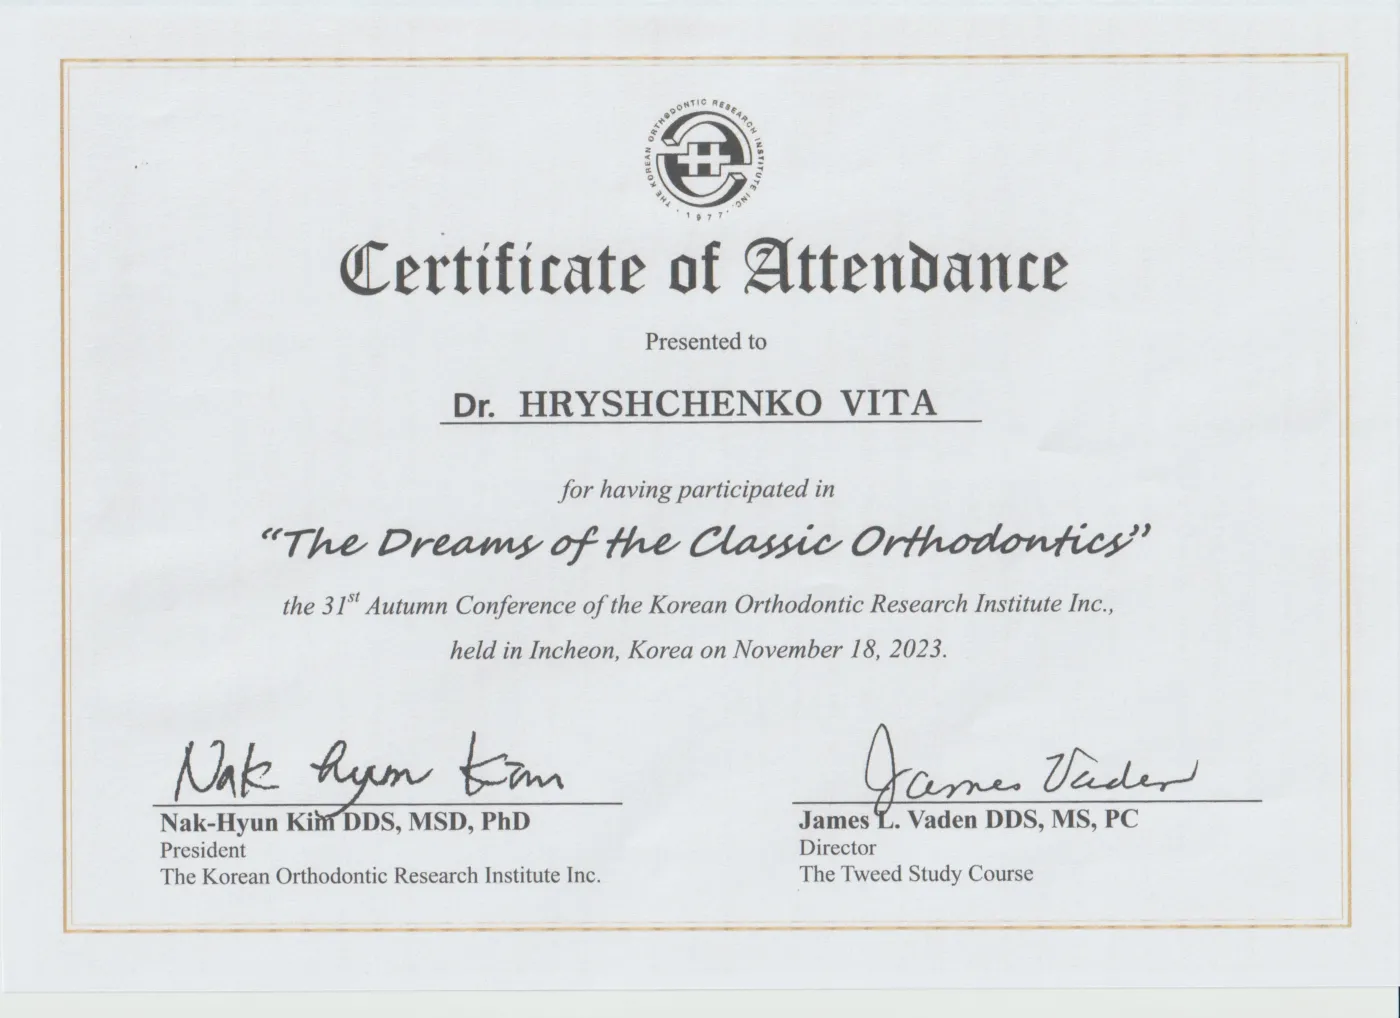 THE KOREAN ORTHODONTIC RESEARCH INSTITUTE INC.
· 1977 ·
Certificate of Attendance
Presented to
Dr. HRYSHCHENKO VITA
for having participated in
“The Dreams of the Classic Orthodontics”
the 31st Autumn Conference of the Korean Orthodontic Research Institute Inc.,
held in Incheon, Korea on November 18, 2023.
Nak hyun Kim
Nak-Hyun Kim DDS, MSD, PhD
President
The Korean Orthodontic Research Institute Inc.
James Vaden
James L. Vaden DDS, MS, PC
Director
The Tweed Study Course